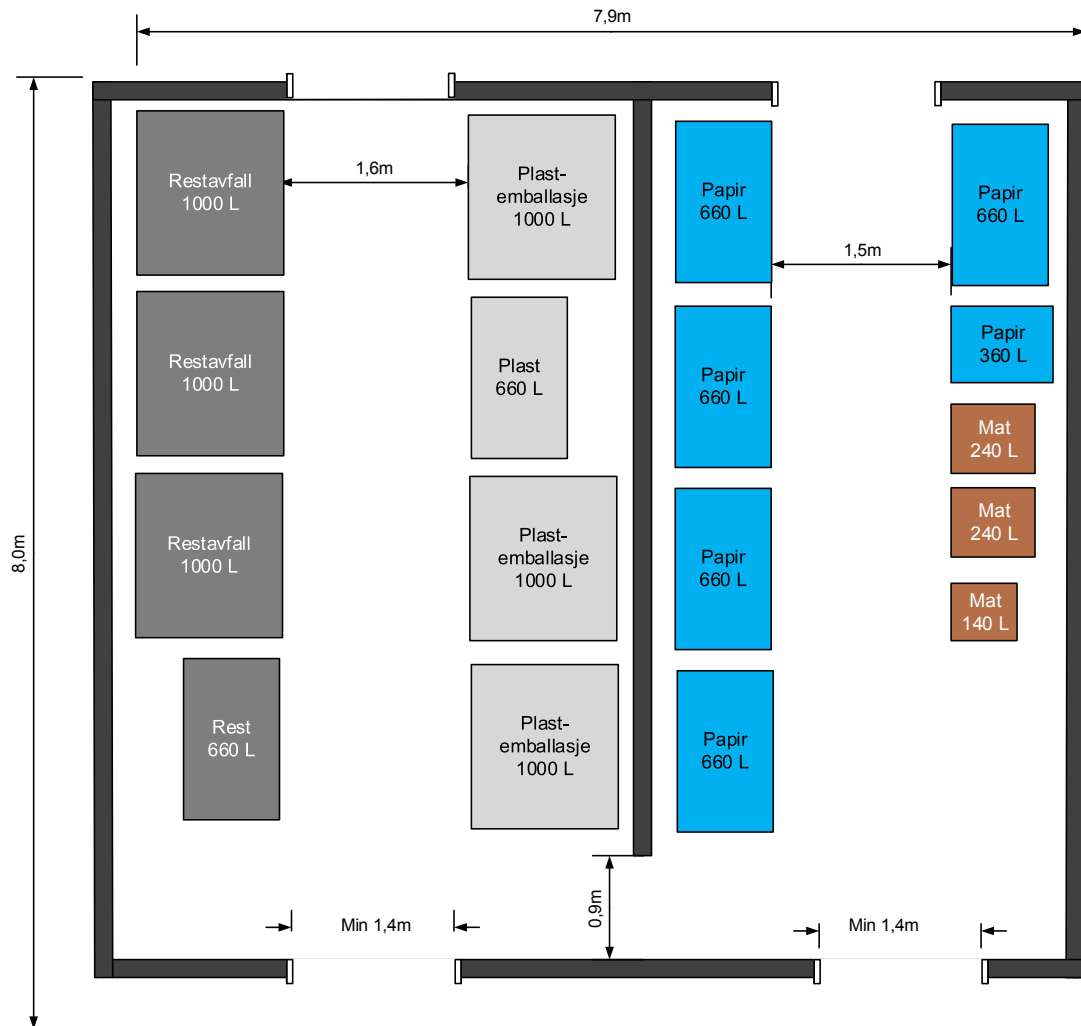 7,9m
Restavfall
1000 L
1,6m
Plast-
emballasje
1000 L
Papir
660 L
1,5m
Papir
660 L
Restavfall
1000 L
Plast
660 L
Papir
660 L
Papir
360 L
Mat
240 L
Restavfall
1000 L
Plast-
emballasje
1000 L
Papir
660 L
Mat
240 L
Mat
140 L
8,0m
Rest
660 L
Plast-
emballasje
1000 L
Papir
660 L
Min 1,4m
0,9m
Min 1,4m